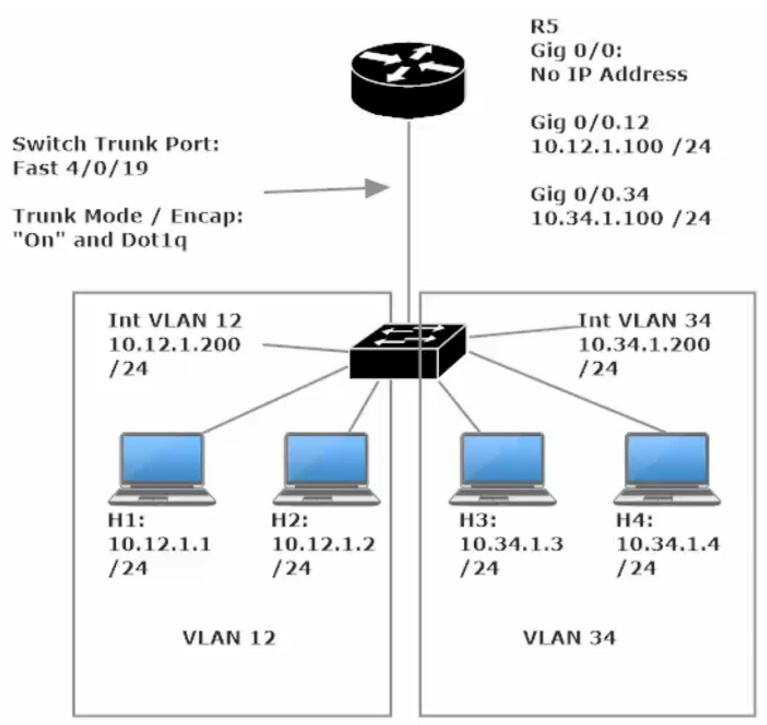 R5
Gig 0/0:
No IP Address
Gig 0/0.12
10.12.1.100 /24
Gig 0/0.34
10.34.1.100 /24
Switch Trunk Port:
Fast 4/0/19
Trunk Mode / Encap:
"On" and Dot1q
Int VLAN 12
10.12.1.200
/24
Int VLAN 34
10.34.1.200
/24
H1:
10.12.1.1
/24
H2:
10.12.1.2
/24
H3:
10.34.1.3
/24
H4:
10.34.1.4
/24
VLAN 12
VLAN 34